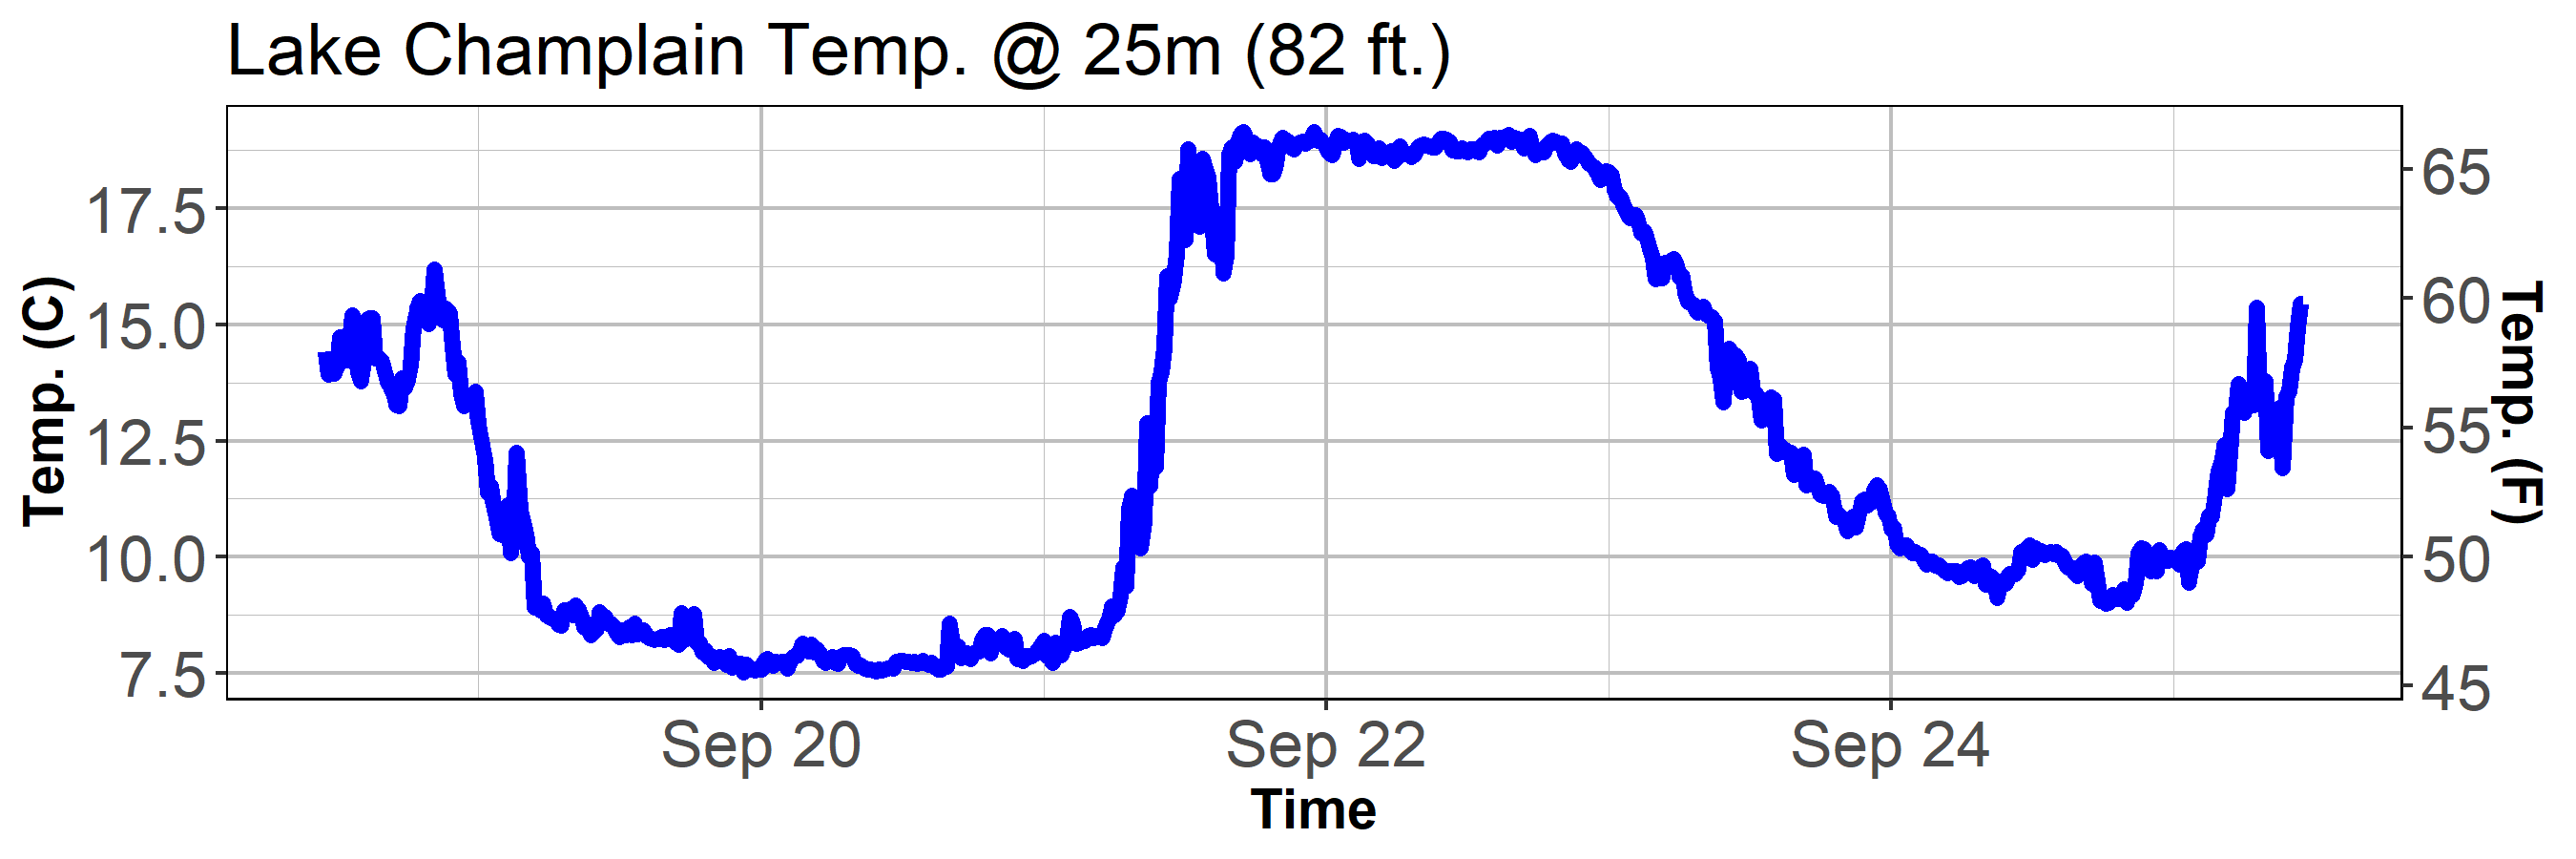 Lake Champlain Temp. @ 25m (82 ft.)
Temp. (C)
17.5
15.0
12.5
10.0
7.5
65
60
55
50
45
Temp. (F)
Sep 20
Sep 22
Sep 24
Time